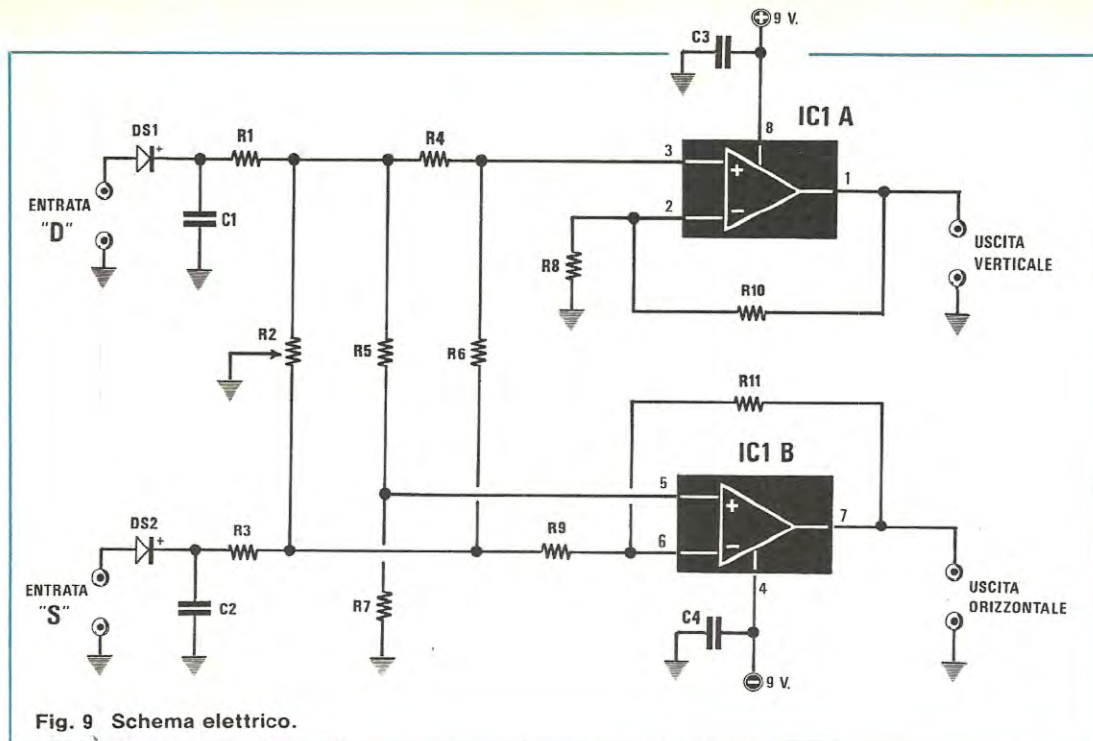 9 V.
C3
IC1 A
8
DS1
+
R1
R4
3
+
1
ENTRATA
"D"
C1
2
−
USCITA
VERTICALE
R8
R10
R2
R5
R6
R11
IC1 B
5
+
7
DS2
+
R3
R9
6
−
4
ENTRATA
"S"
C2
R7
C4
USCITA
ORIZZONTALE
9 V.
Fig. 9 Schema elettrico.